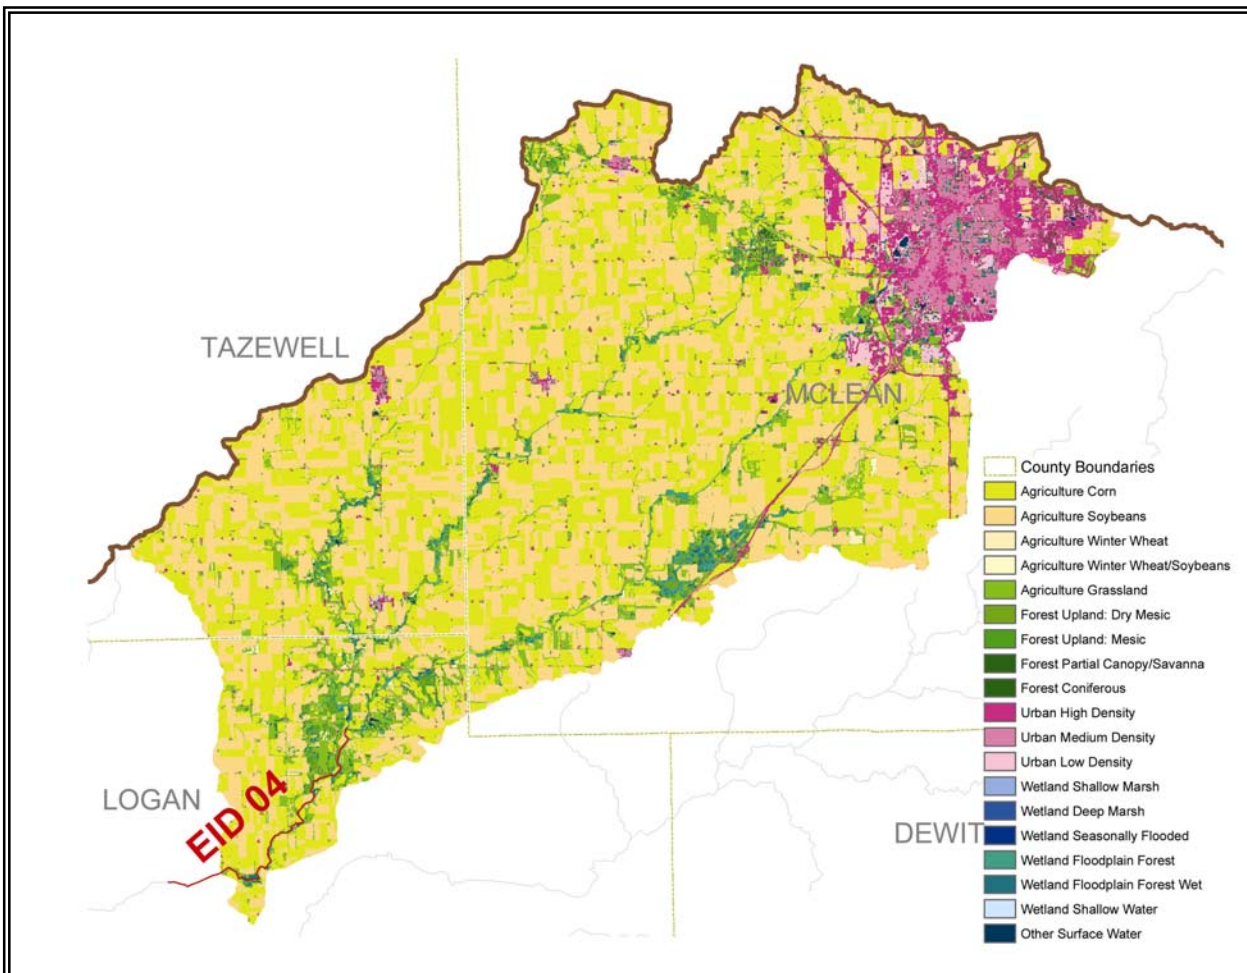 TAZEWELL
MCLEAN
LOGAN
EID 04
DEWIT
County Boundaries
Agriculture Corn
Agriculture Soybeans
Agriculture Winter Wheat
Agriculture Winter Wheat/Soybeans
Agriculture Grassland
Forest Upland: Dry Mesic
Forest Upland: Mesic
Forest Partial Canopy/Savanna
Forest Coniferous
Urban High Density
Urban Medium Density
Urban Low Density
Wetland Shallow Marsh
Wetland Deep Marsh
Wetland Seasonally Flooded
Wetland Floodplain Forest
Wetland Floodplain Forest Wet
Wetland Shallow Water
Other Surface Water